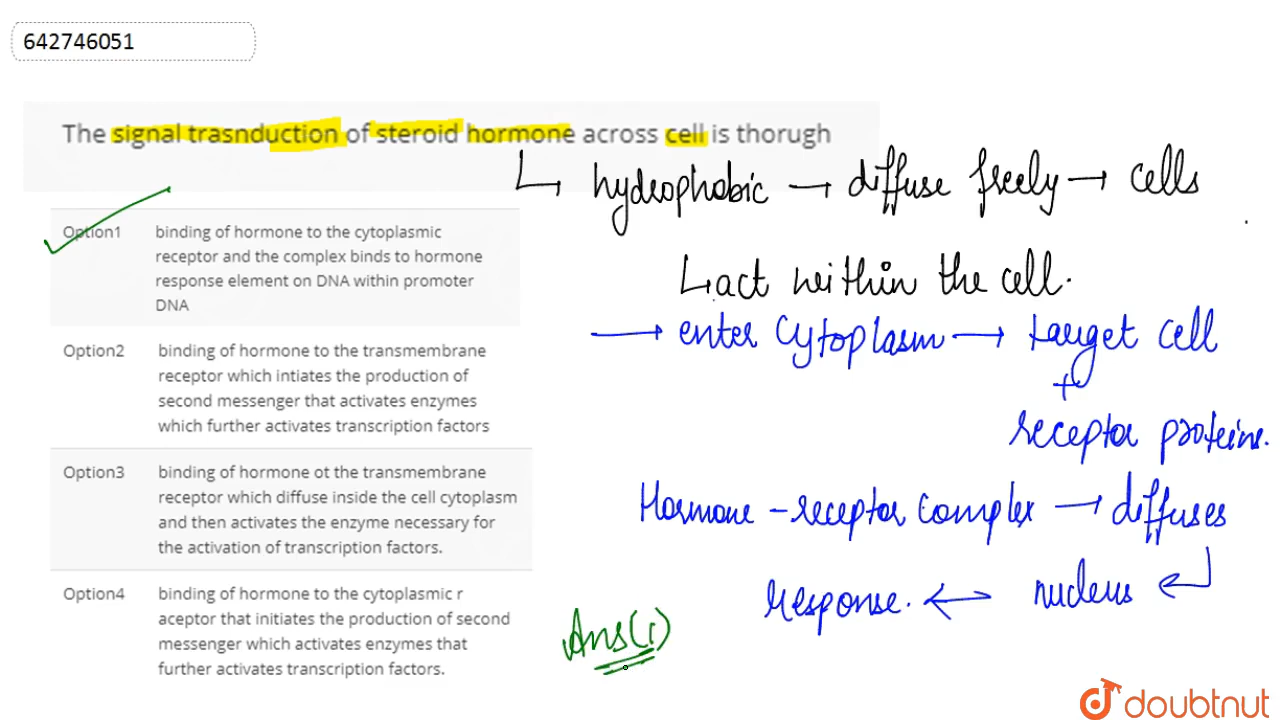 642746051
The signal trasnduction of steroid hormone across cell is thorugh
hydrophobic → diffuse freely → cells
act within the cell.
→ enter cytoplasm → target cell
+
receptor proteins.
Hormone - receptor complex → diffuses
nucleus
response.
Option1 binding of hormone to the cytoplasmic
receptor and the complex binds to hormone
response element on DNA within promoter
DNA
Option2 binding of hormone to the transmembrane
receptor which intiates the production of
second messenger that activates enzymes
which further activates transcription factors
Option3 binding of hormone ot the transmembrane
receptor which diffuse inside the cell cytoplasm
and then activates the enzyme necessary for
the activation of transcription factors.
Option4 binding of hormone to the cytoplasmic r
aceptor that initiates the production of second
messenger which activates enzymes that
further activates transcription factors.
Ans(1)
doubtnut